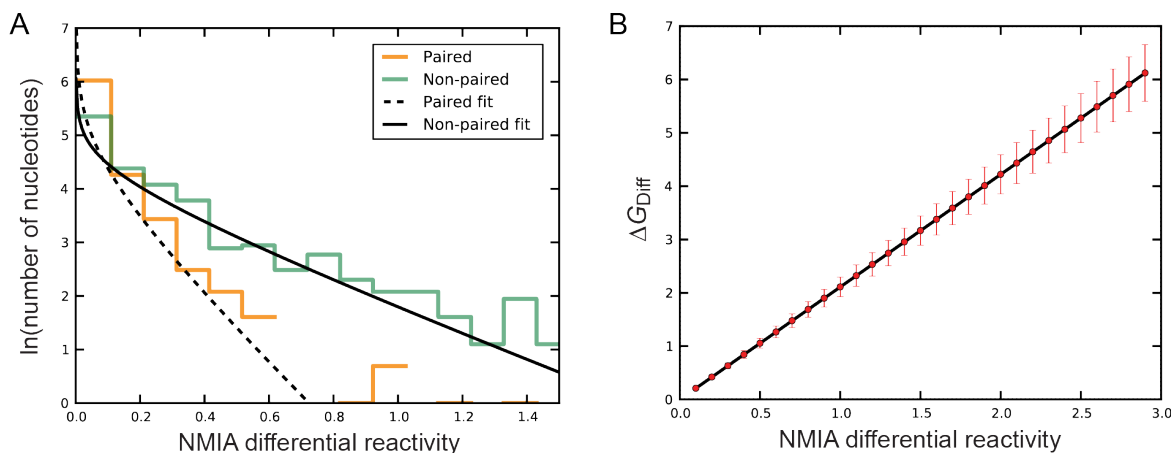 A
ln(number of nucleotides)
7
6
5
4
3
2
1
0
0.0 0.2 0.4 0.6 0.8 1.0 1.2 1.4
NMIA differential reactivity
Paired
Non-paired
Paired fit
Non-paired fit
B
ΔG_Diff
7
6
5
4
3
2
1
0
0.0 0.5 1.0 1.5 2.0 2.5 3.0
NMIA differential reactivity